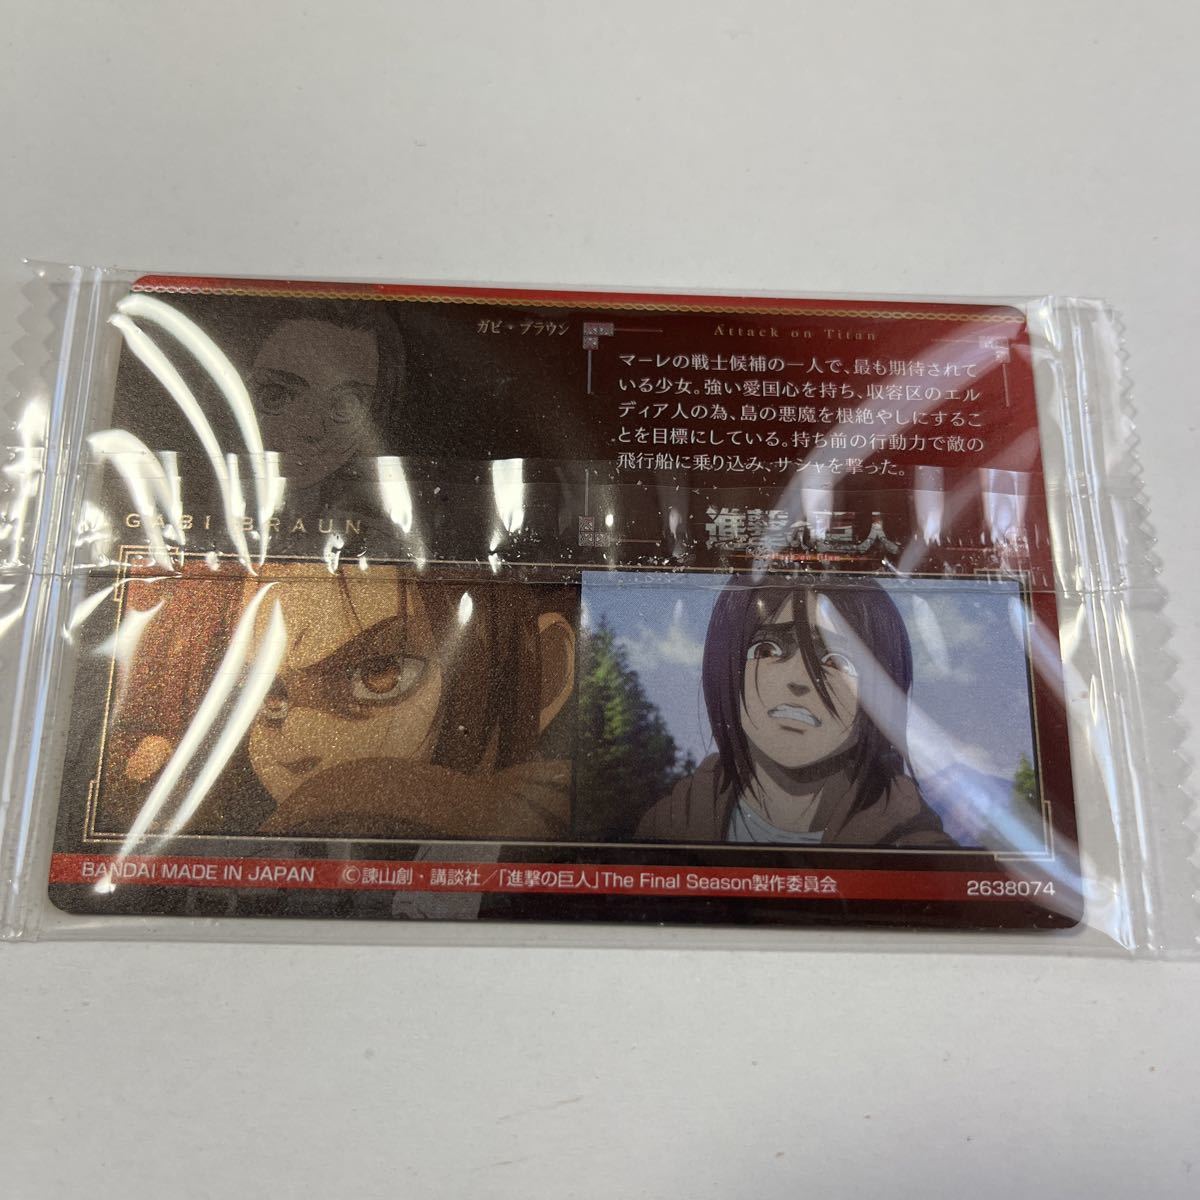 ガビ・ブラウン
Attack on Titan
マーレの戦士候補の一人で、最も期待されて
いる少女。強い愛国心を持ち、収容区のエル
ディア人の為、島の悪魔を根絶やしにするこ
とを目標にしている。持ち前の行動力で敵の
飛行船に乗り込み、サシャを撃った。
GABI BRAUN
進撃の巨人
Attack on Titan
BANDAI MADE IN JAPAN ©諫山創・講談社/「進撃の巨人」The Final Season製作委員会
2638074